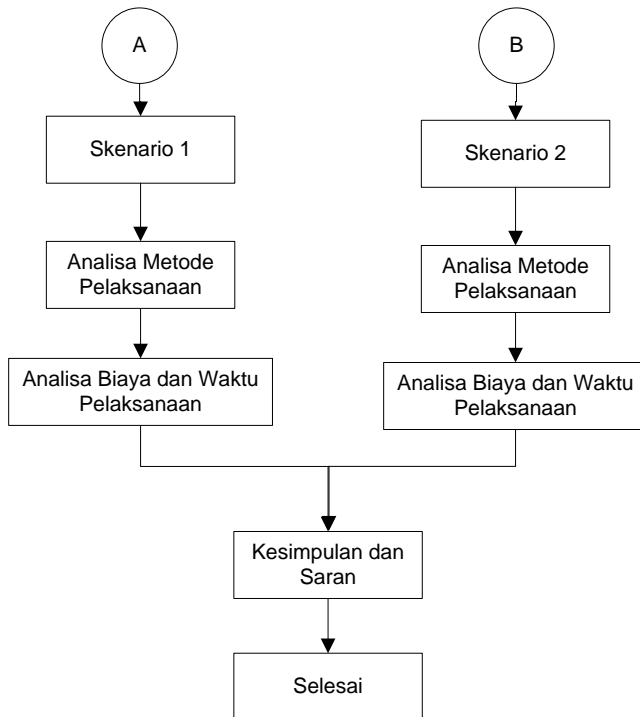 A
B
Skenario 1
Skenario 2
Analisa Metode
Pelaksanaan
Analisa Metode
Pelaksanaan
Analisa Biaya dan Waktu
Pelaksanaan
Analisa Biaya dan Waktu
Pelaksanaan
Kesimpulan dan
Saran
Selesai